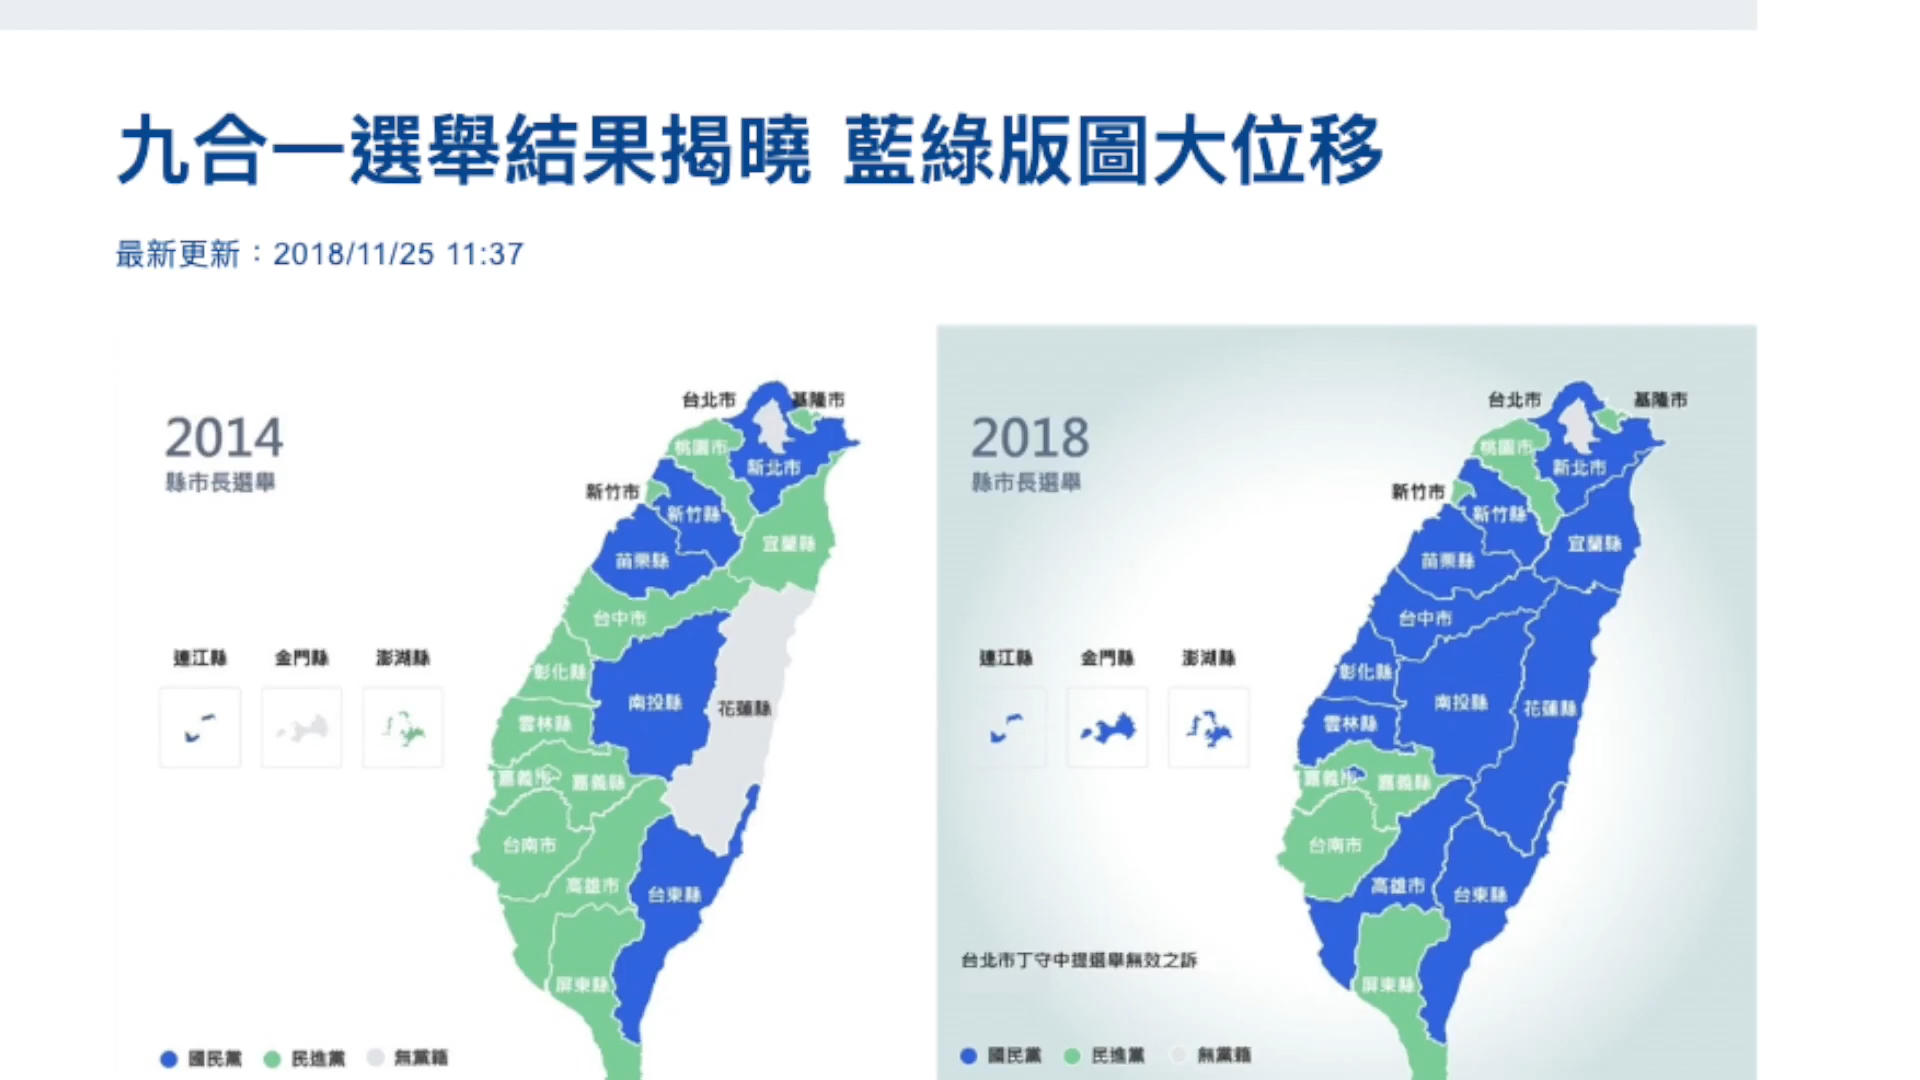 九合一選舉結果揭曉 藍綠版圖大位移
最新更新：2018/11/25 11:37
2014
縣市長選舉
台北市
基隆市
桃園市
新北市
新竹市
新竹縣
宜蘭縣
苗栗縣
台中市
連江縣
金門縣
澎湖縣
彰化縣
南投縣
花蓮縣
雲林縣
嘉義市
嘉義縣
台南市
高雄市
台東縣
屏東縣
國民黨
民進黨
無黨籍
2018
縣市長選舉
台北市
基隆市
桃園市
新北市
新竹市
新竹縣
宜蘭縣
苗栗縣
台中市
連江縣
金門縣
澎湖縣
彰化縣
南投縣
花蓮縣
雲林縣
嘉義市
嘉義縣
台南市
高雄市
台東縣
台北市丁守中提選舉無效之訴
屏東縣
國民黨
民進黨
無黨籍